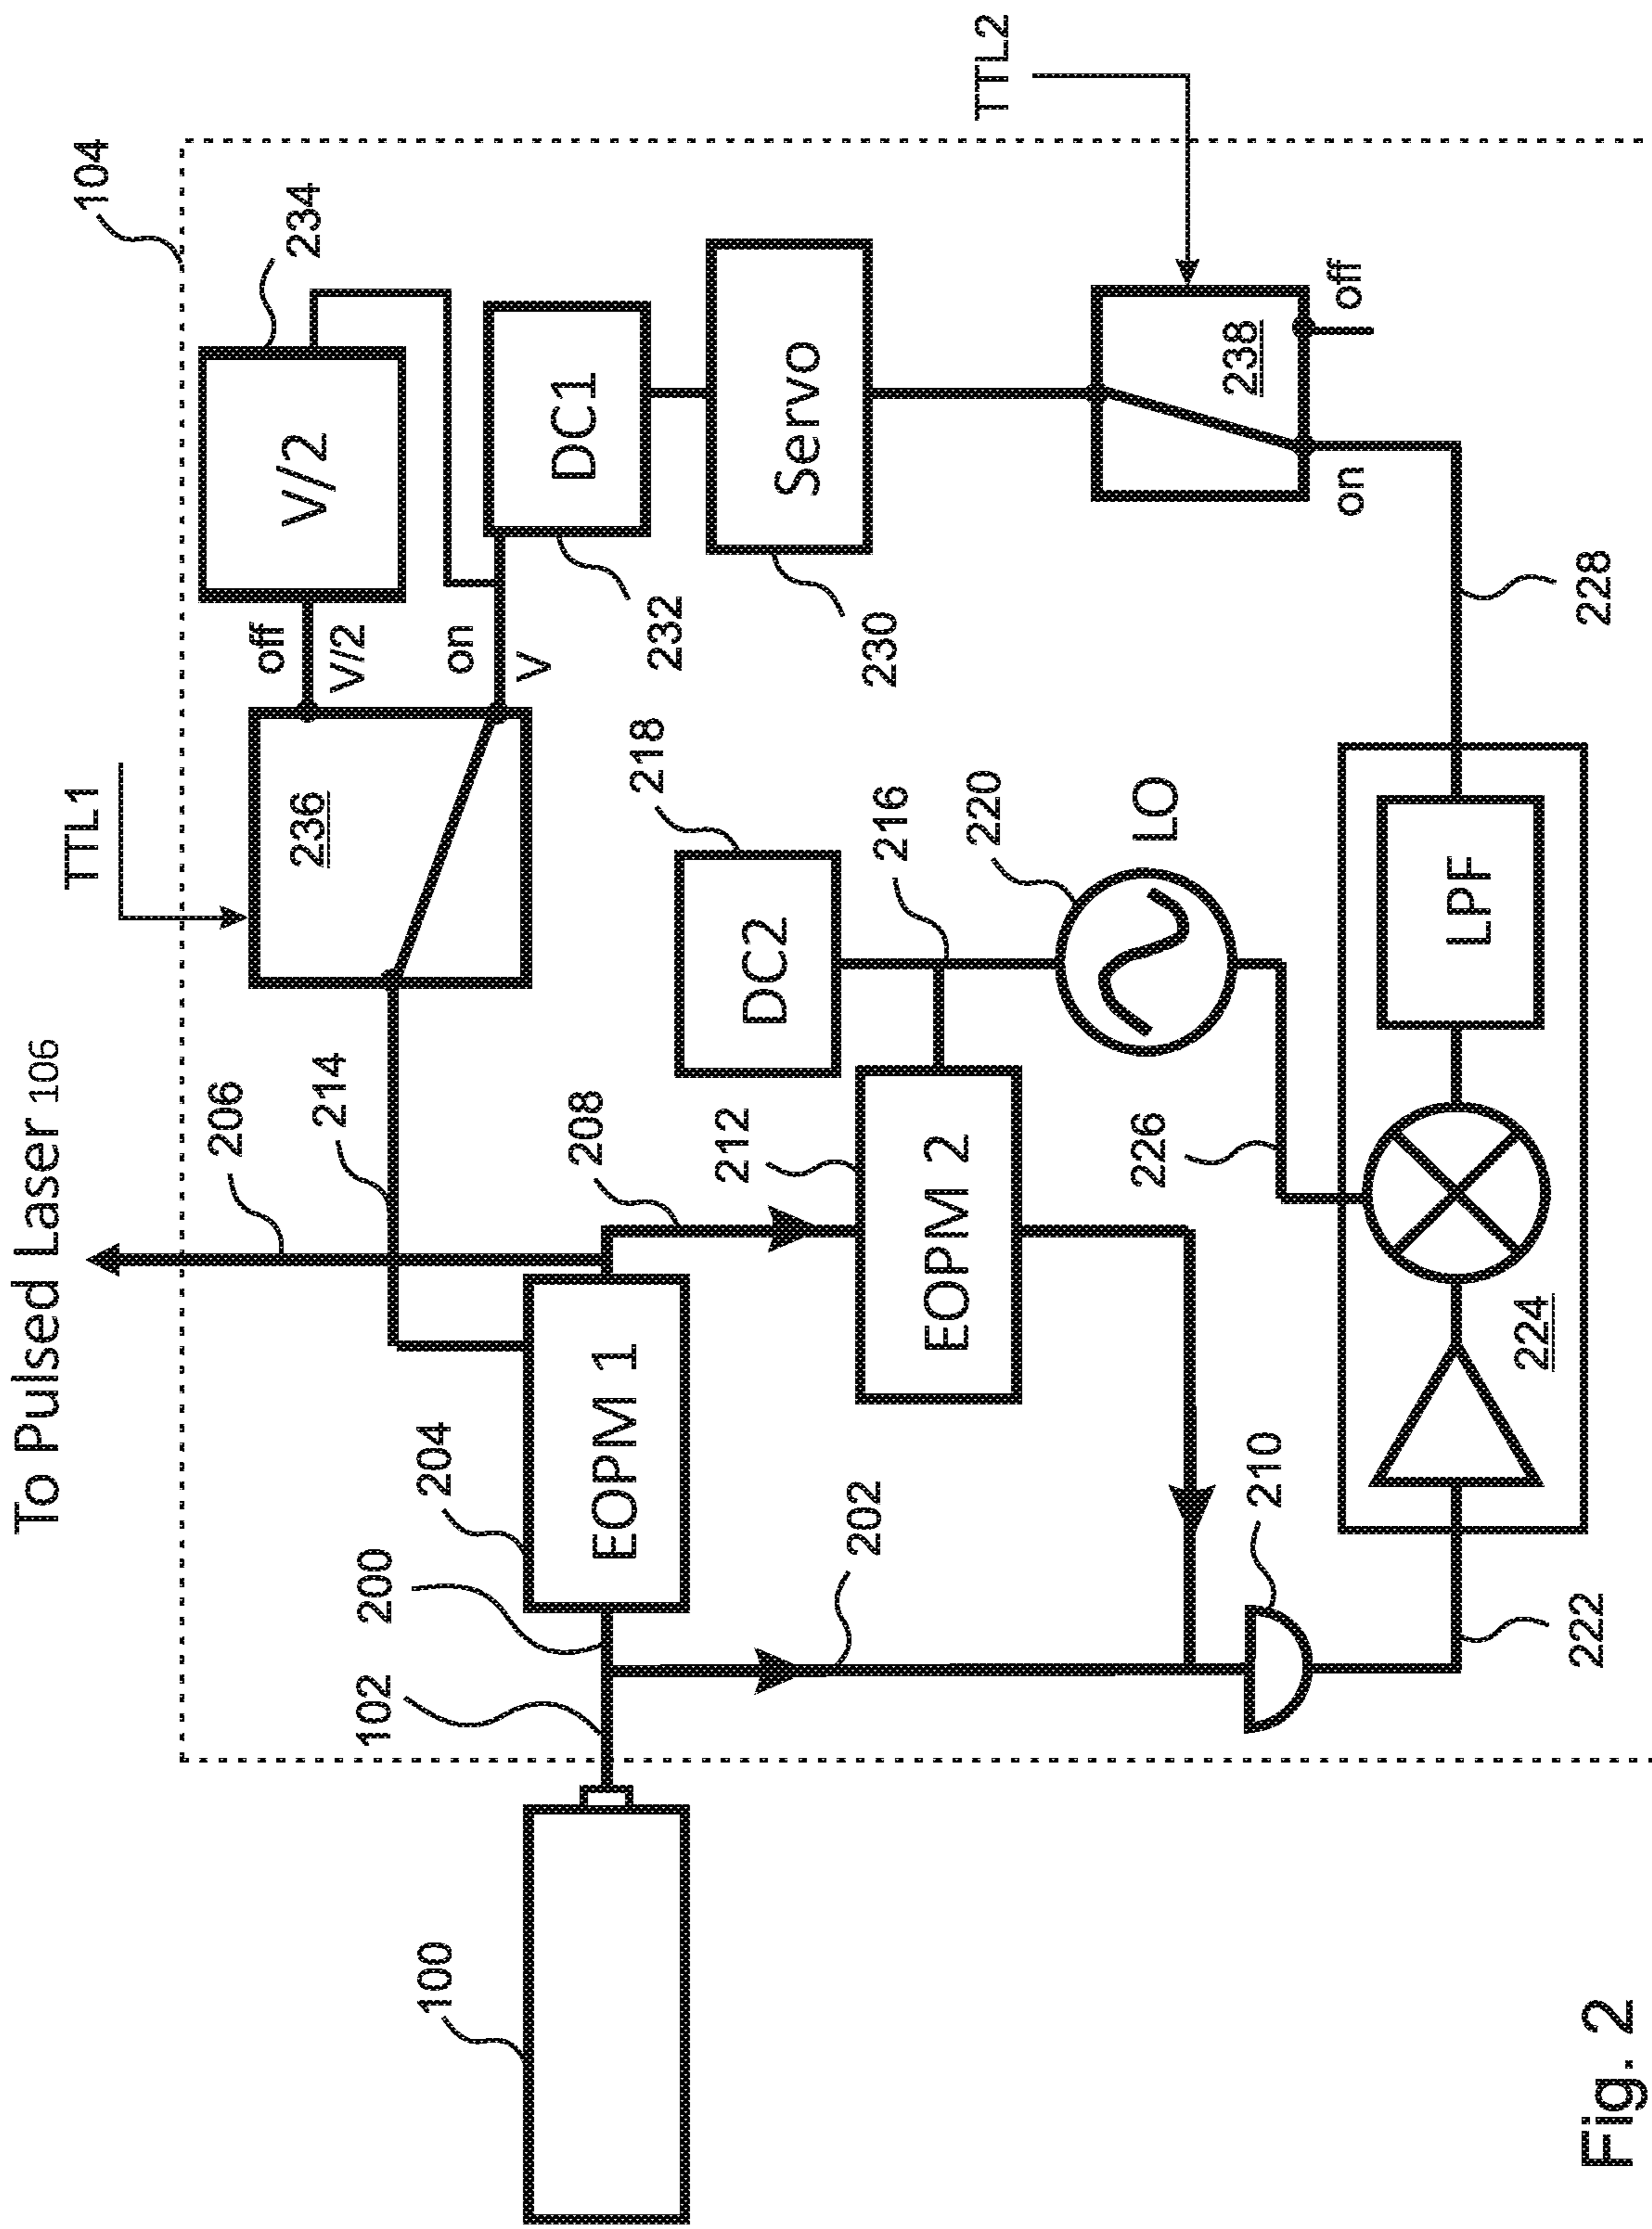 To Pulsed Laser 106
TTL1
104
206
214
236
off
V/2
on
V
V/2
234
100
102
200
204
EOPM 1
208
218
DC2
232
DC1
202
212
EOPM 2
216
220
LO
230
Servo
TTL2
238
on
off
210
226
222
224
LPF
228
Fig. 2